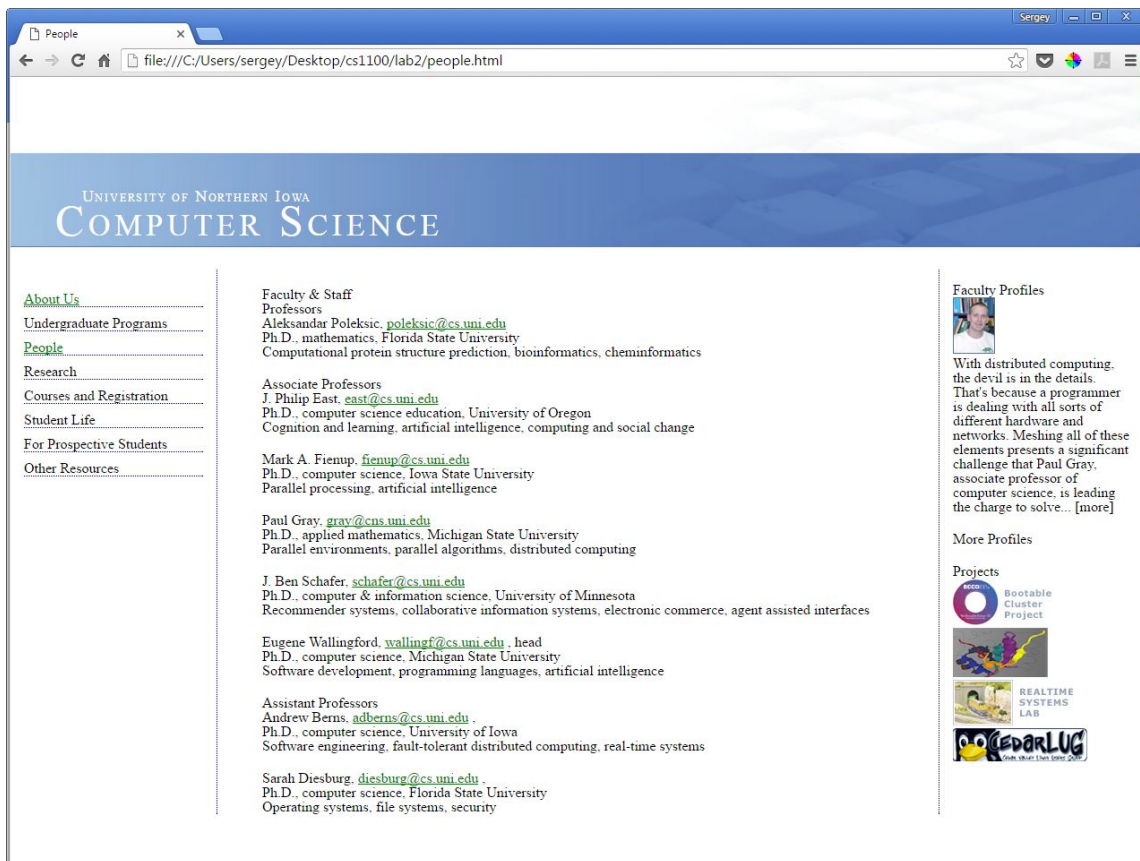 Sergey
People
file:///C:/Users/sergey/Desktop/cs1100/lab2/people.html
UNIVERSITY OF NORTHERN IOWA
COMPUTER SCIENCE
About Us
Undergraduate Programs
People
Research
Courses and Registration
Student Life
For Prospective Students
Other Resources
Faculty & Staff
Professors
Aleksandar Poleksic, poleksic@cs.uni.edu
Ph.D., mathematics, Florida State University
Computational protein structure prediction, bioinformatics, cheminformatics
Associate Professors
J. Philip East, east@cs.uni.edu
Ph.D., computer science education, University of Oregon
Cognition and learning, artificial intelligence, computing and social change
Mark A. Fienup, fienup@cs.uni.edu
Ph.D., computer science, Iowa State University
Parallel processing, artificial intelligence
Paul Gray, gray@cns.uni.edu
Ph.D., applied mathematics, Michigan State University
Parallel environments, parallel algorithms, distributed computing
J. Ben Schafer, schafer@cs.uni.edu
Ph.D., computer & information science, University of Minnesota
Recommender systems, collaborative information systems, electronic commerce, agent assisted interfaces
Eugene Wallingford, wallingf@cs.uni.edu , head
Ph.D., computer science, Michigan State University
Software development, programming languages, artificial intelligence
Assistant Professors
Andrew Berns, adberns@cs.uni.edu ,
Ph.D., computer science, University of Iowa
Software engineering, fault-tolerant distributed computing, real-time systems
Sarah Diesburg, diesburg@cs.uni.edu ,
Ph.D., computer science, Florida State University
Operating systems, file systems, security
Faculty Profiles
With distributed computing,
the devil is in the details.
That's because a programmer
is dealing with all sorts of
different hardware and
networks. Meshing all of these
elements presents a significant
challenge that Paul Gray,
associate professor of
computer science, is leading
the charge to solve... [more]
More Profiles
Projects
Bootable
Cluster
Project
REALTIME
SYSTEMS
LAB
CEDARLUG